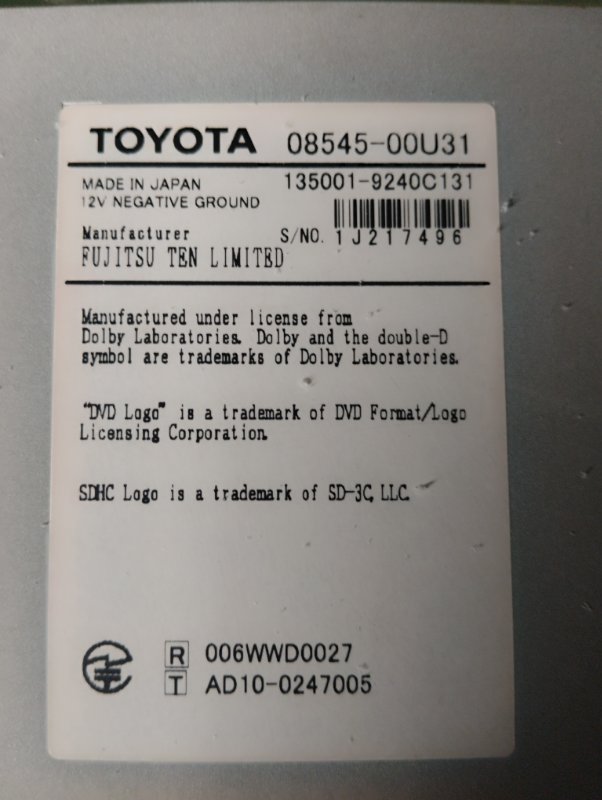 TOYOTA 08545-00U31
MADE IN JAPAN 135001-9240C131
12V NEGATIVE GROUND
Manufacturer S/NO. 1J217496
FUJITSU TEN LIMITED
Manufactured under license from
Dolby Laboratories. Dolby and the double-D
symbol are trademarks of Dolby Laboratories.
"DVD Logo" is a trademark of DVD Format/Logo
Licensing Corporation.
SDHC Logo is a trademark of SD-3C, LLC.
R 006WWD0027
T AD10-0247005